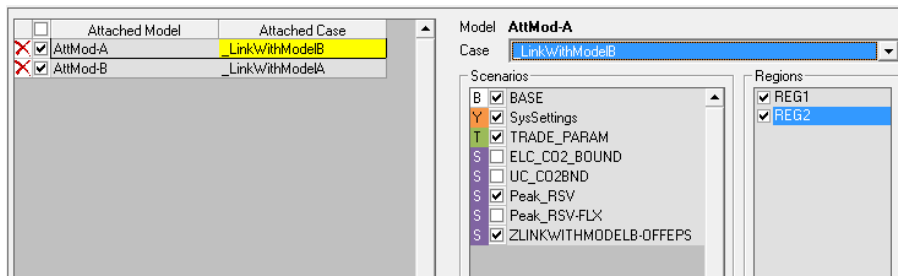 Attached Model Attached Case
AttMod-A _LinkWithModelB
AttMod-B _LinkWithModelA
Model AttMod-A
Case _LinkWithModelB
Scenarios
B BASE
Y SysSettings
T TRADE_PARAM
S ELC_CO2_BOUND
S UC_CO2BND
S Peak_RSV
S Peak_RSV-FLX
S ZLINKWITHMODELB-OFFEPS
Regions
REG1
REG2